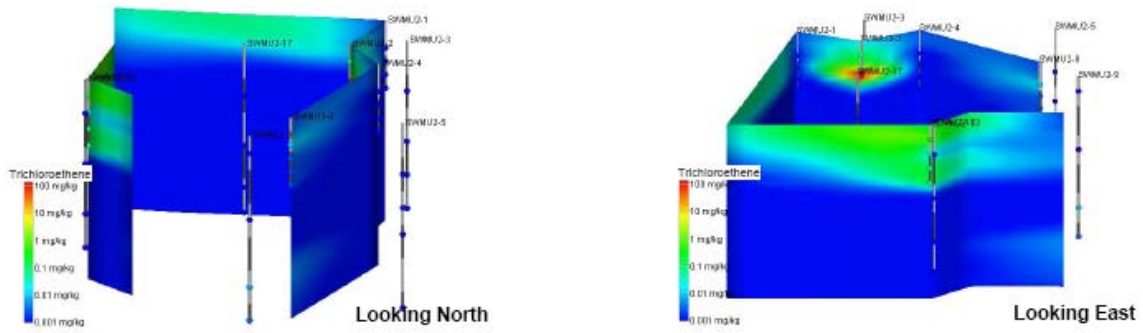 SWMU2-1
SWMU2-17
SWMU2-3
SWMU2-4
SWMU2-5
Trichloroethene
100 mg/kg
10 mg/kg
1 mg/kg
0.1 mg/kg
0.01 mg/kg
0.001 mg/kg
Looking North
SWMU2-3
SWMU2-1
SWMU2-4
SWMU2-5
SWMU2-9
Trichloroethene
100 mg/kg
10 mg/kg
1 mg/kg
0.1 mg/kg
0.01 mg/kg
0.001 mg/kg
Looking East